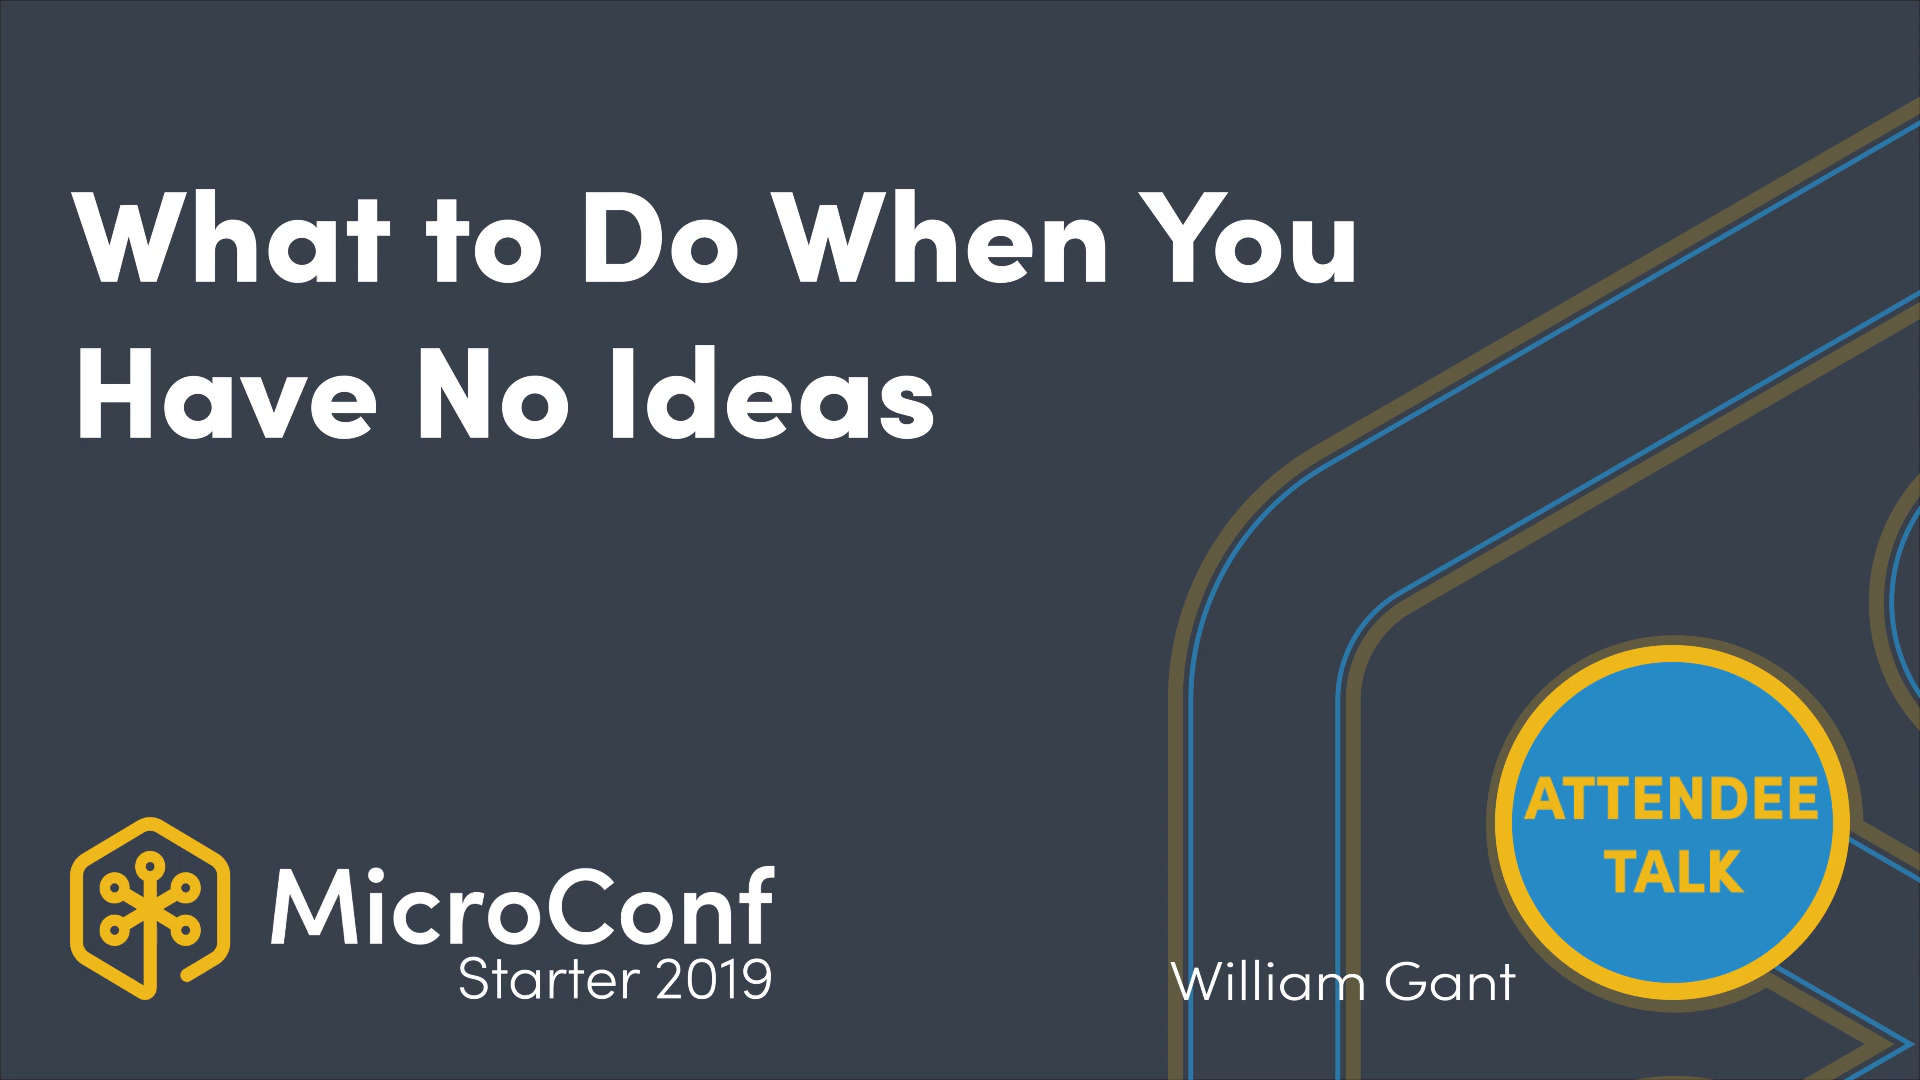 What to Do When You
Have No Ideas
MicroConf
Starter 2019
William Gant
ATTENDEE
TALK